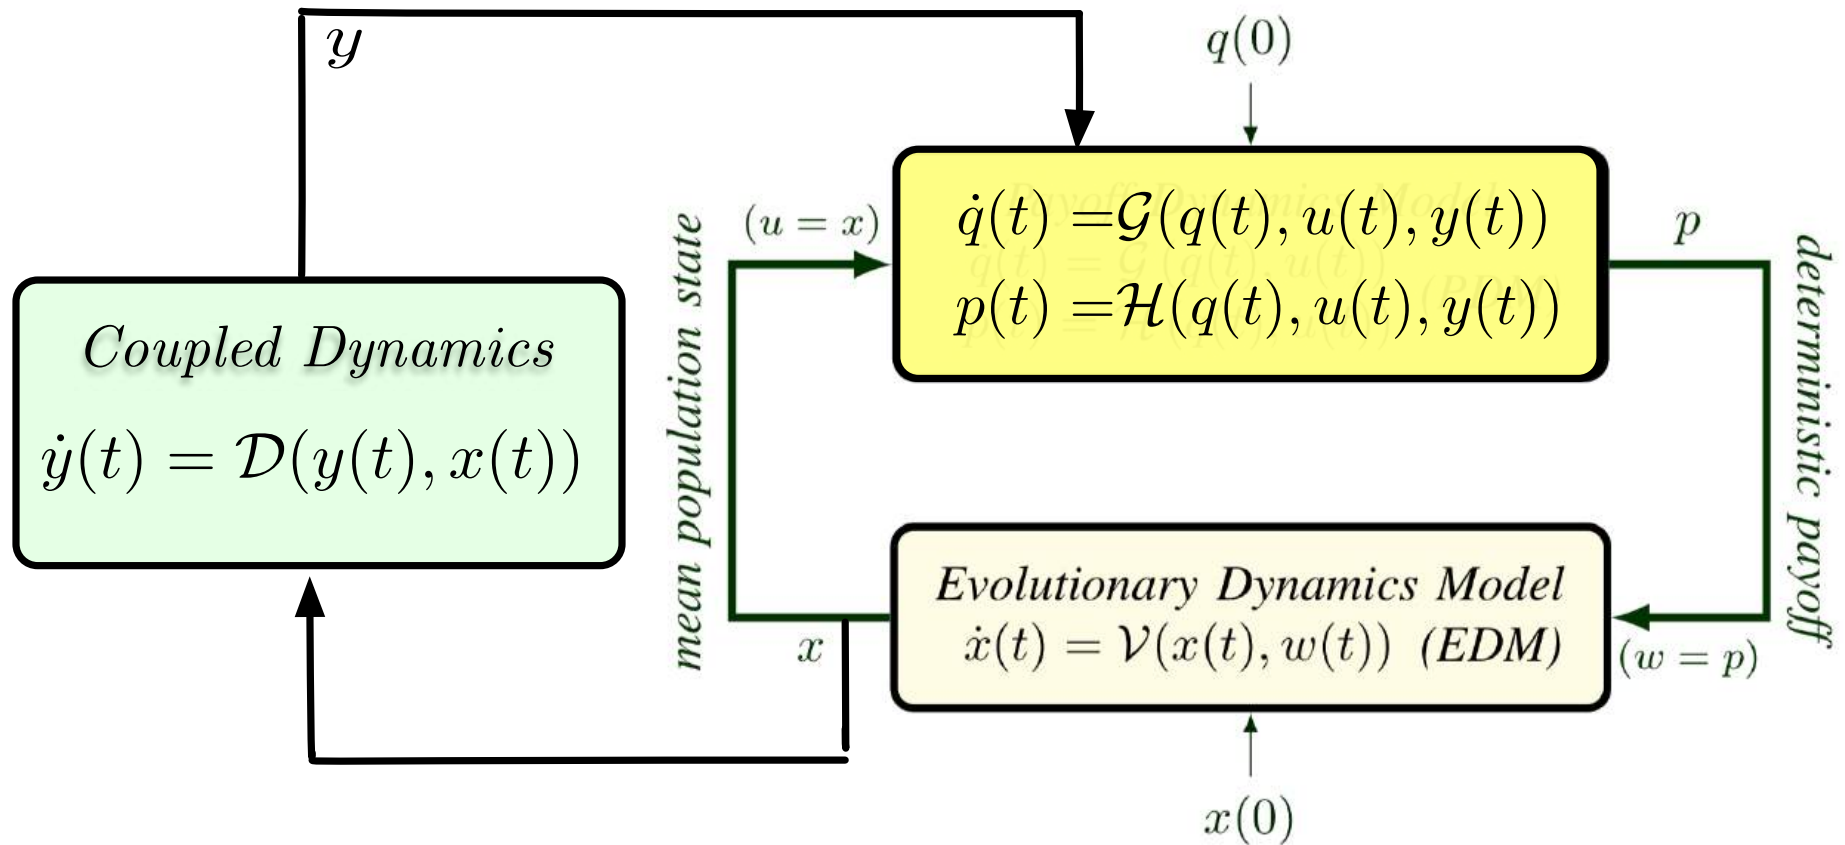 y
q(0)
q̇(t) =𝒢(q(t), u(t), y(t))
p(t) =ℋ(q(t), u(t), y(t))
(u = x)
p
mean population state
deterministic payoff
Coupled Dynamics
ẏ(t) = 𝒟(y(t), x(t))
Evolutionary Dynamics Model
ẋ(t) = 𝒱(x(t), w(t)) (EDM)
x
(w = p)
x(0)